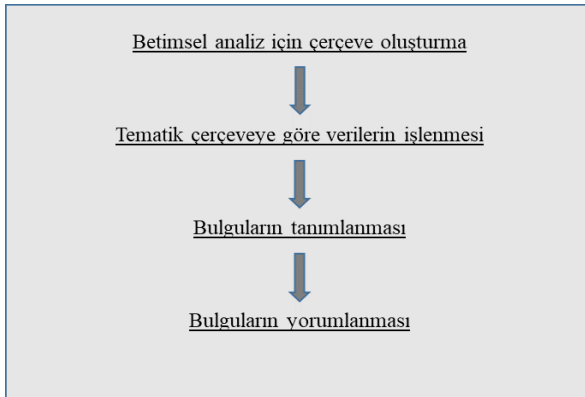 Betimsel analiz için çerçeve oluşturma
Tematik çerçeveye göre verilerin işlenmesi
Bulguların tanımlanması
Bulguların yorumlanması